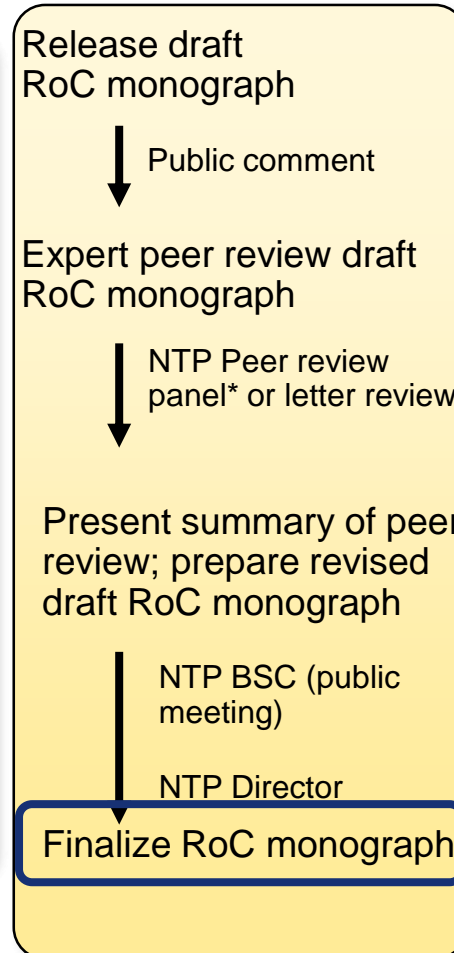 Release draft
RoC monograph
Public comment
Expert peer review draft
RoC monograph
NTP Peer review
panel* or letter review
Present summary of peer
review; prepare revised
draft RoC monograph
NTP BSC (public
meeting)
NTP Director
Finalize RoC monograph